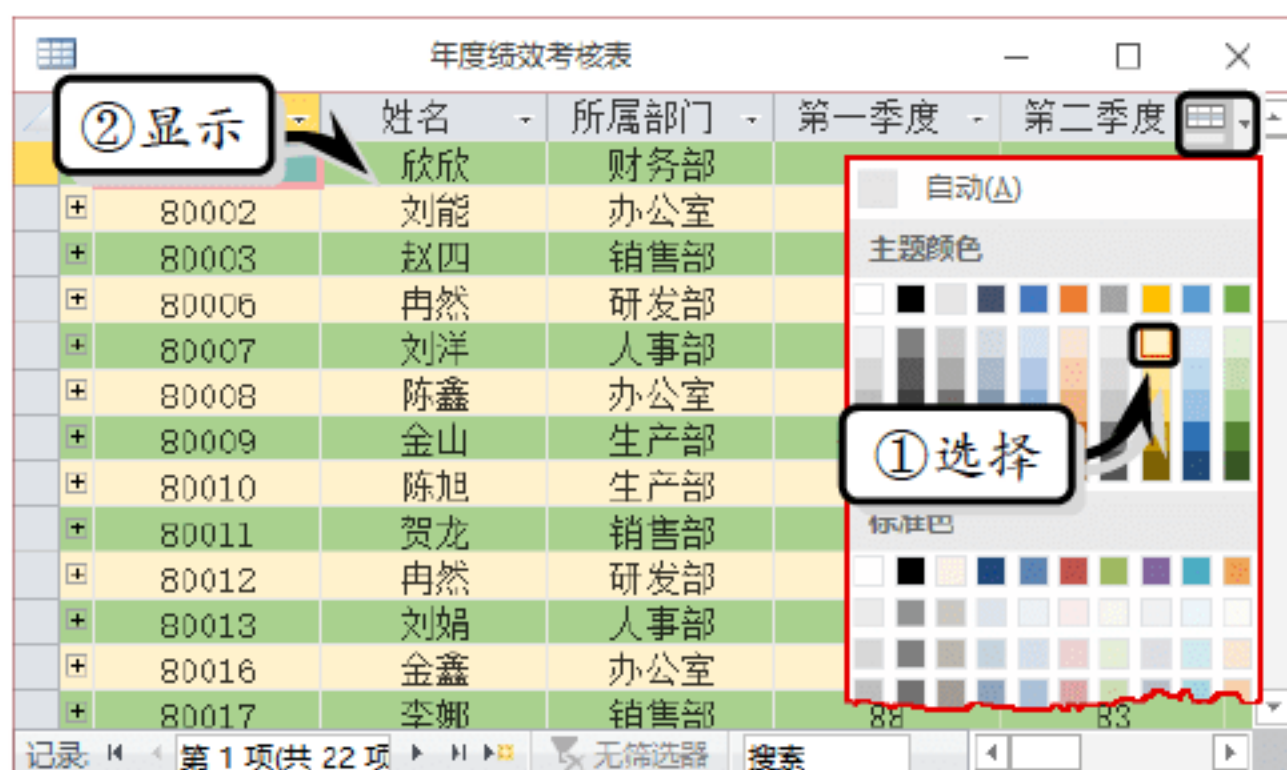 年度绩效考核表
②显示 姓名 所属部门 第一季度 第二季度
欣欣 财务部
自动(A)
80002 刘能 办公室
主题颜色
80003 赵四 销售部
80006 冉然 研发部
80007 刘洋 人事部
80008 陈鑫 办公室
80009 金山 生产部
①选择
80010 陈旭 生产部
标准色
80011 贺龙 销售部
80012 冉然 研发部
80013 刘娟 人事部
80016 金鑫 办公室
80017 李娜 销售部 88 83
记录: 第 1 项(共 22 项 无筛选器 搜索